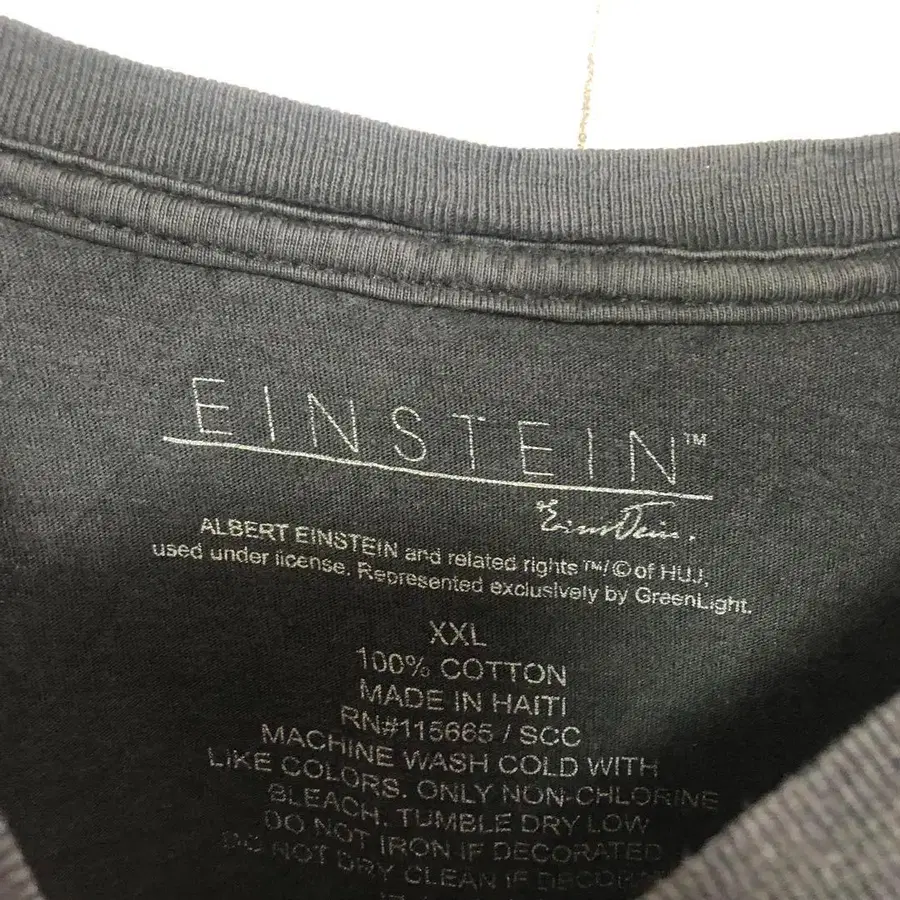 EINSTEIN™
Einstein.
ALBERT EINSTEIN and related rights ™/© of HUJ,
used under license. Represented exclusively by GreenLight.
XXL
100% COTTON
MADE IN HAITI
RN#115665 / SCC
MACHINE WASH COLD WITH
LIKE COLORS. ONLY NON-CHLORINE
BLEACH. TUMBLE DRY LOW
DO NOT IRON IF DECORATED
DO NOT DRY CLEAN IF